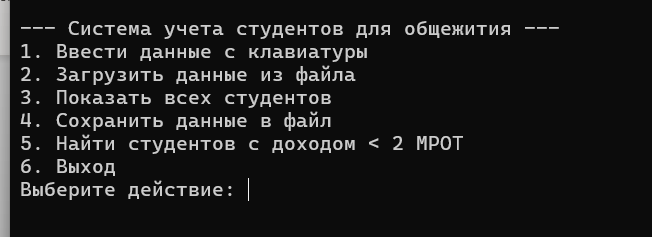 --- Система учета студентов для общежития ---
1. Ввести данные с клавиатуры
2. Загрузить данные из файла
3. Показать всех студентов
4. Сохранить данные в файл
5. Найти студентов с доходом < 2 МРОТ
6. Выход
Выберите действие: